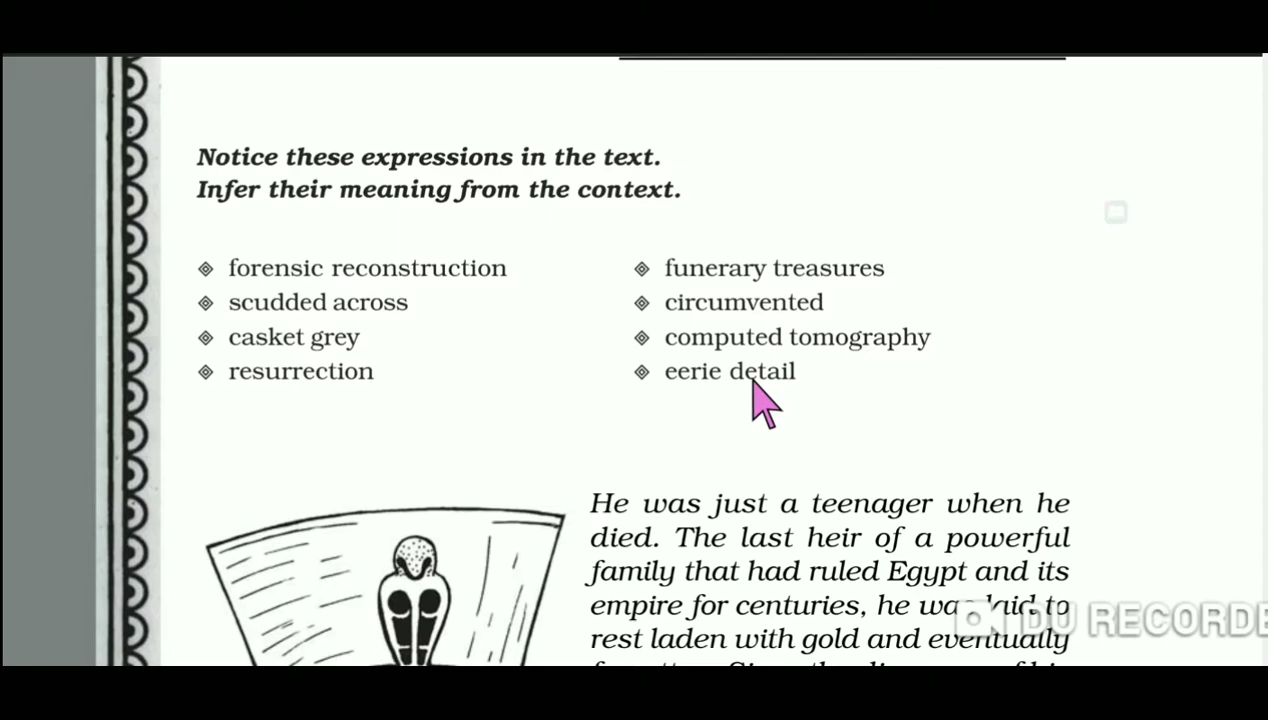 Notice these expressions in the text.
Infer their meaning from the context.
forensic reconstruction
scudded across
casket grey
resurrection
funerary treasures
circumvented
computed tomography
eerie detail
He was just a teenager when he
died. The last heir of a powerful
family that had ruled Egypt and its
empire for centuries, he was laid to
rest laden with gold and eventually
DU RECORDE